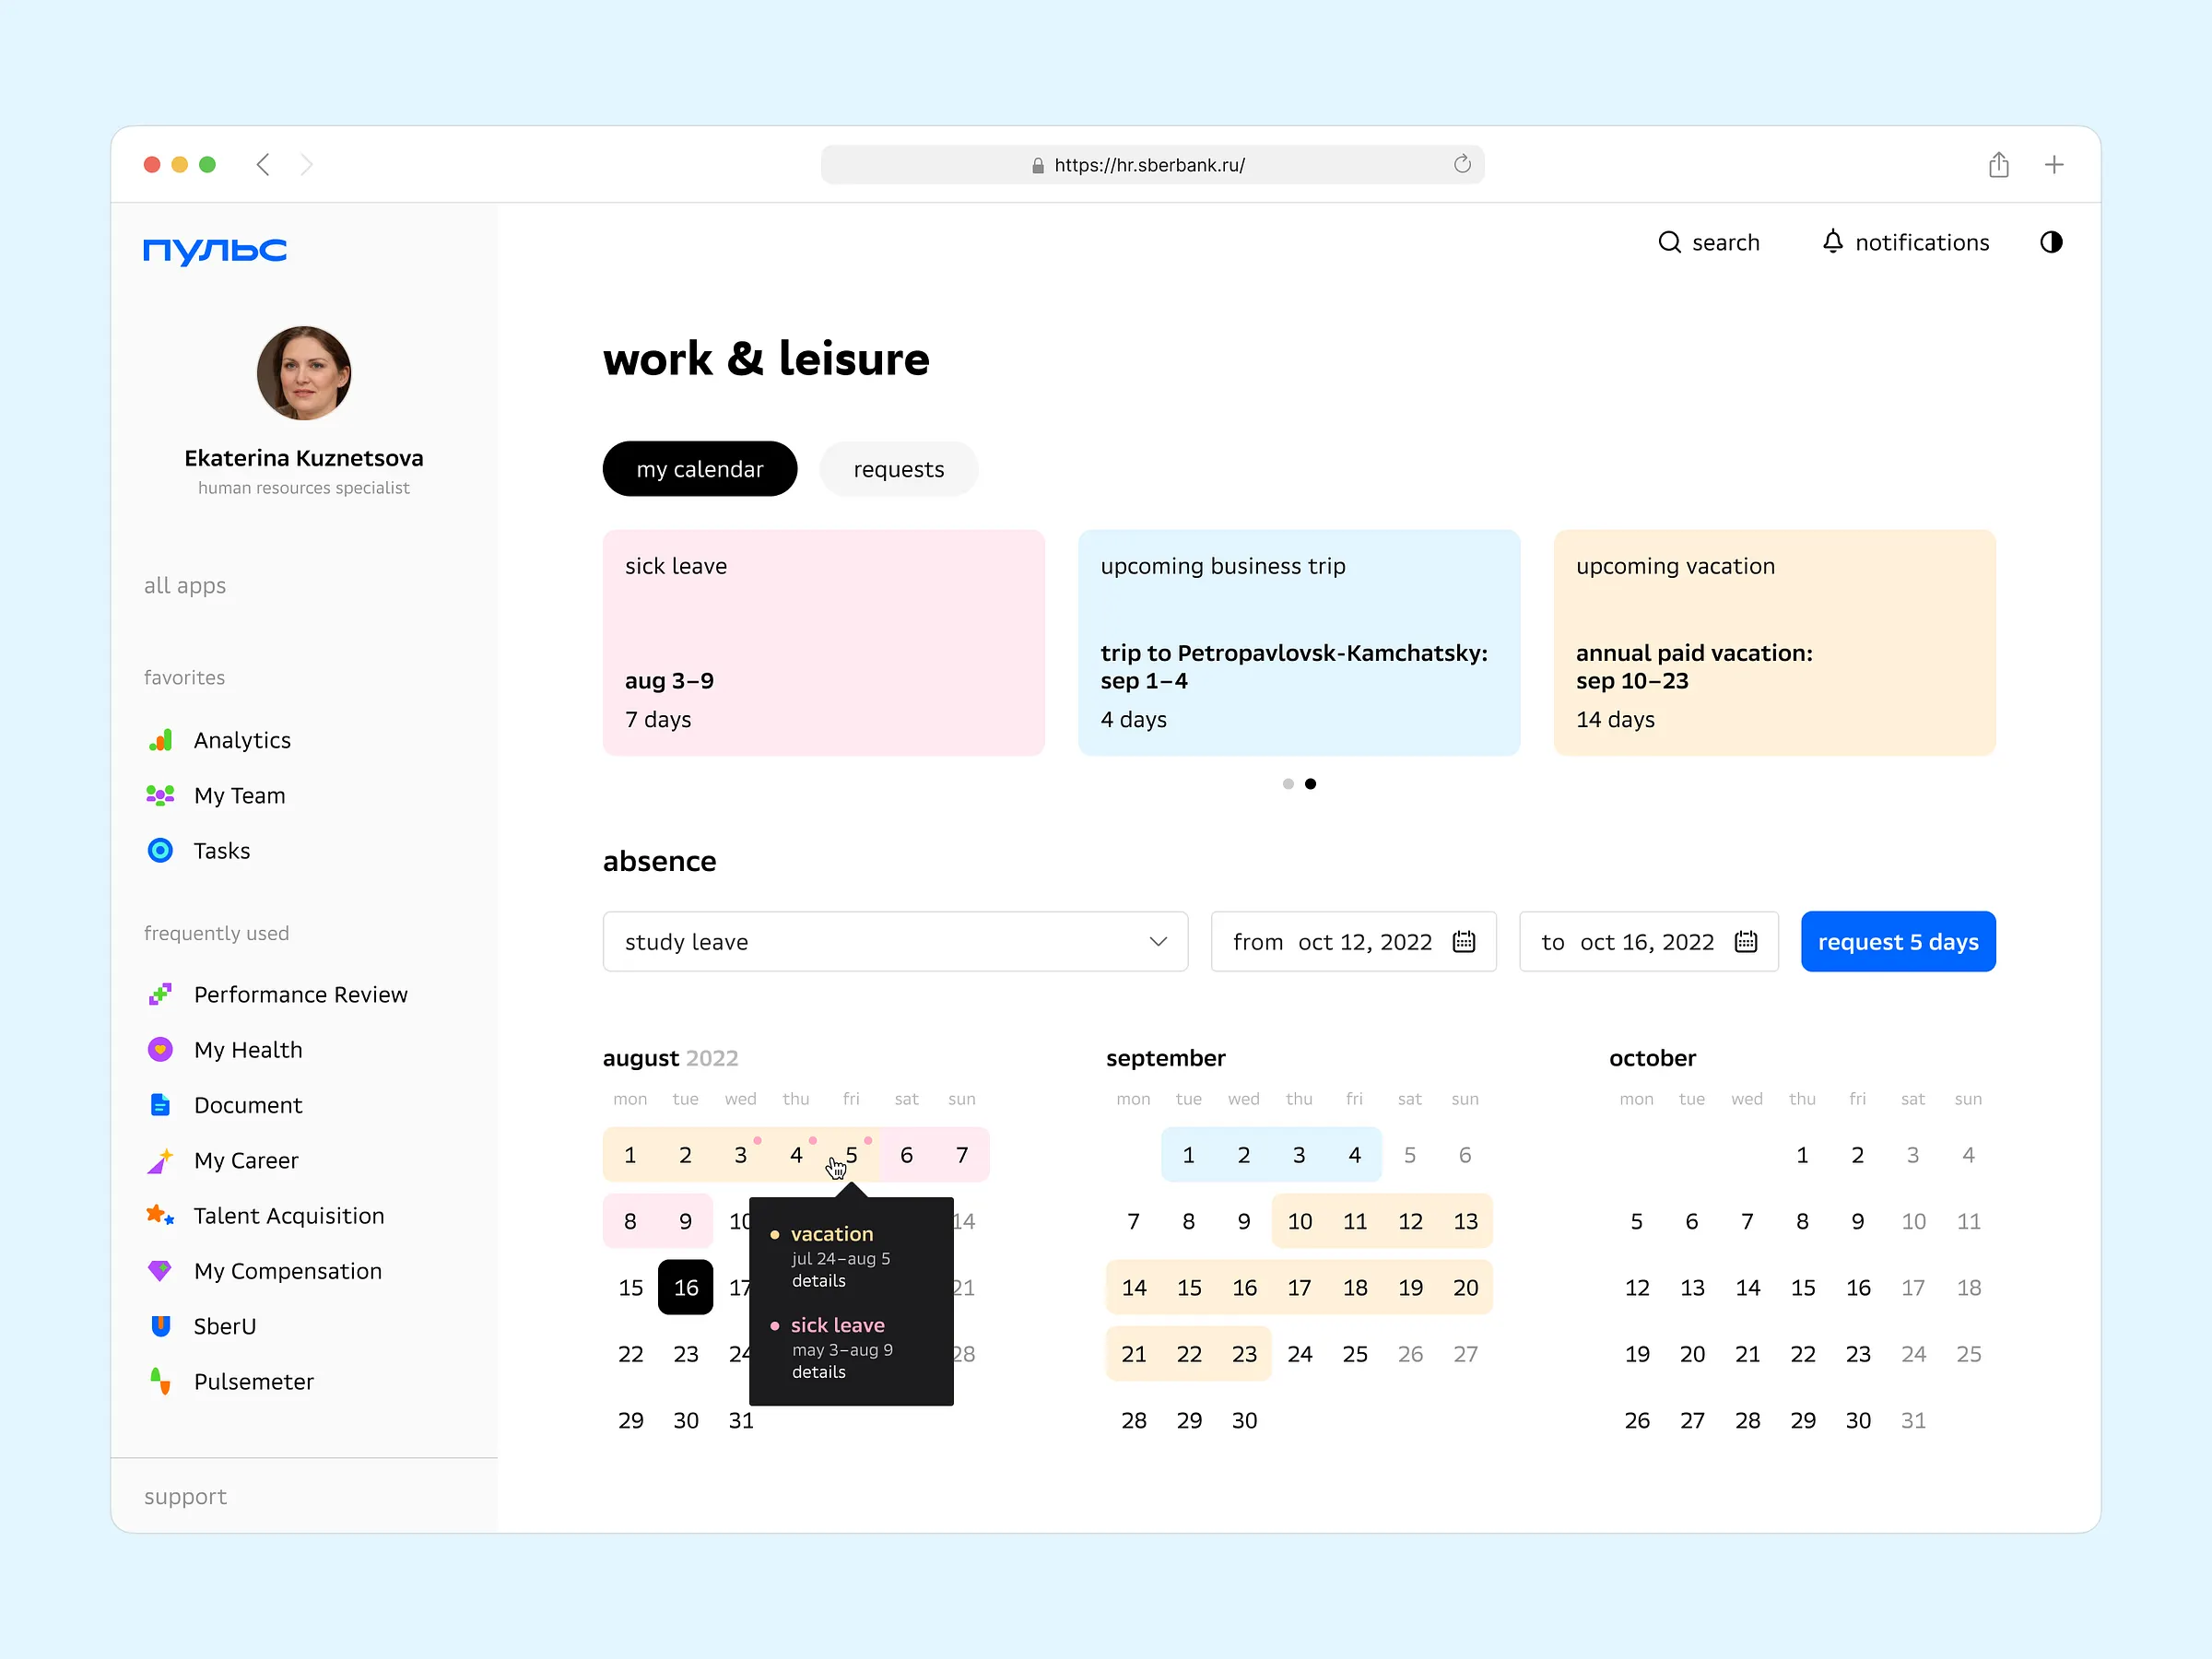 https://hr.sberbank.ru/
пульс
search
notifications
Ekaterina Kuznetsova
human resources specialist
all apps
favorites
Analytics
My Team
Tasks
frequently used
Performance Review
My Health
Document
My Career
Talent Acquisition
My Compensation
SberU
Pulsemeter
support
work & leisure
my calendar
requests
sick leave
aug 3–9
7 days
upcoming business trip
trip to Petropavlovsk-Kamchatsky:
sep 1–4
4 days
upcoming vacation
annual paid vacation:
sep 10–23
14 days
absence
study leave
from oct 12, 2022
to oct 16, 2022
request 5 days
august 2022
mon tue wed thu fri sat sun
1 2 3 4 5 6 7
8 9 10 14
15 16 17 21
22 23 24 28
29 30 31
vacation
jul 24–aug 5
details
sick leave
may 3–aug 9
details
september
mon tue wed thu fri sat sun
1 2 3 4 5 6
7 8 9 10 11 12 13
14 15 16 17 18 19 20
21 22 23 24 25 26 27
28 29 30
october
mon tue wed thu fri sat sun
1 2 3 4
5 6 7 8 9 10 11
12 13 14 15 16 17 18
19 20 21 22 23 24 25
26 27 28 29 30 31